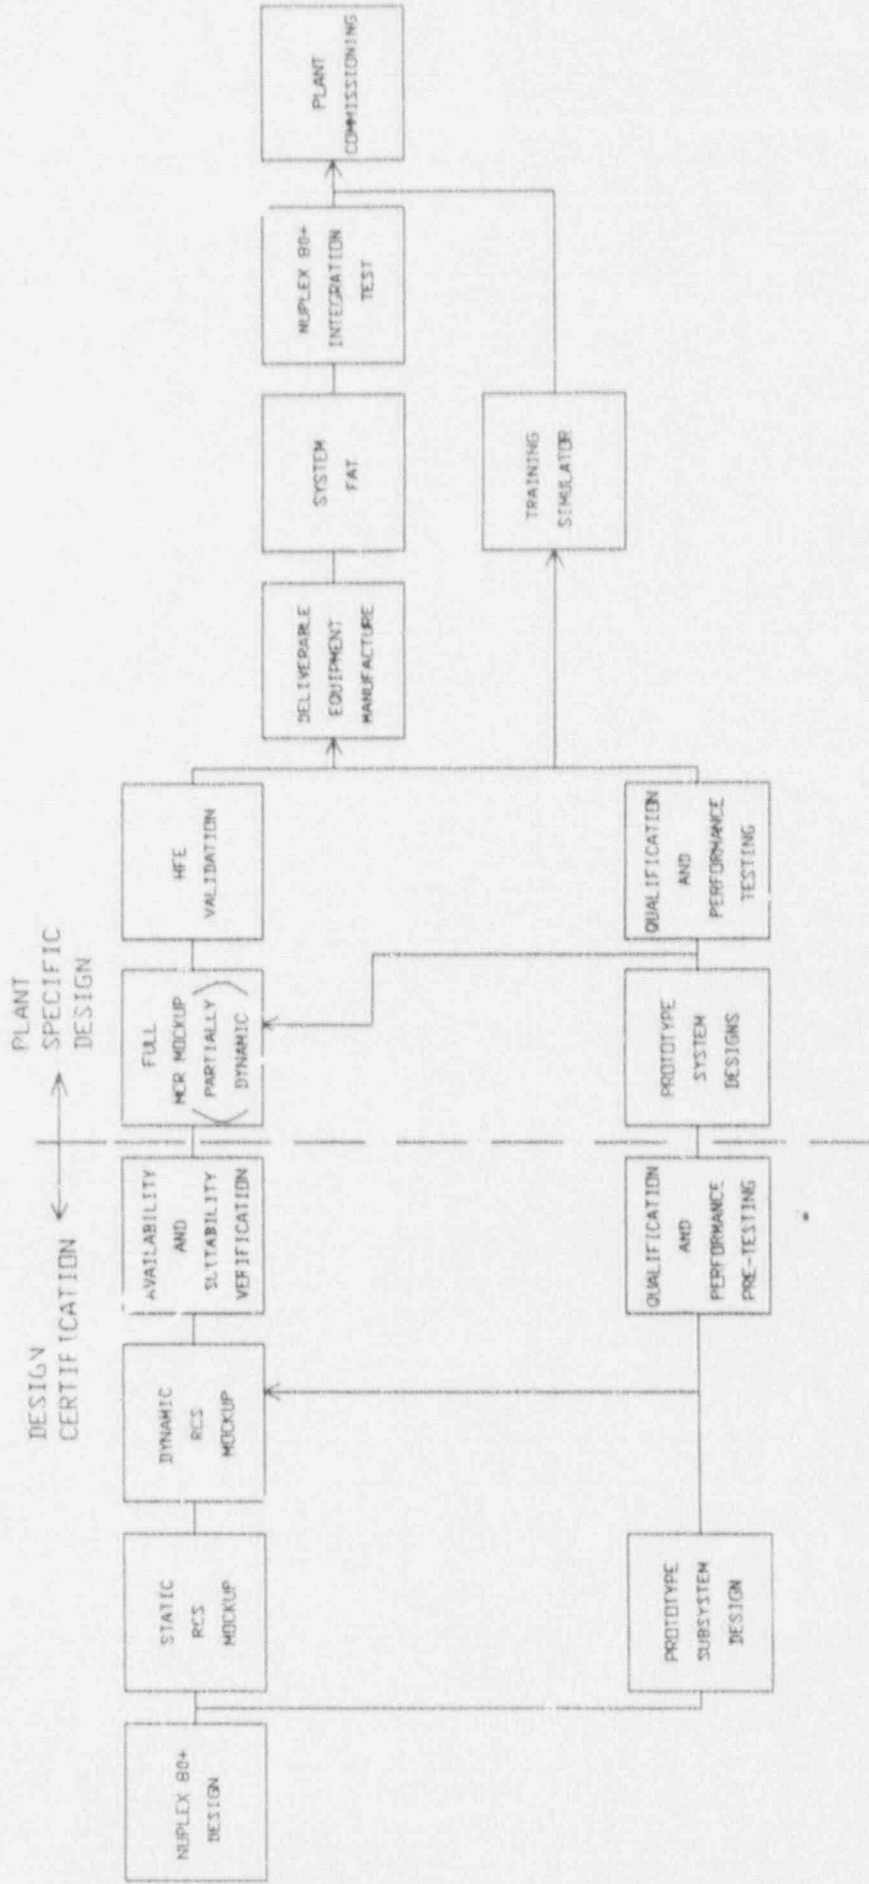 DESIGN
CERTIFICATION
PLANT
SPECIFIC
DESIGN
NUPLEX 80+
DESIGN
STATIC
RCS
MOCKUP
DYNAMIC
RCS
MOCKUP
AVAILABILITY
AND
SUITABILITY
VERIFICATION
FULL
MCR MOCKUP
(PARTIALLY
DYNAMIC)
HFE
VALIDATION
DELIVERABLE
EQUIPMENT
MANUFACTURE
SYSTEM
FAT
NUPLEX 80+
INTEGRATION
TEST
PLANT
COMMISSIONING
TRAINING
SIMULATOR
PROTOTYPE
SUBSYSTEM
DESIGN
QUALIFICATION
AND
PERFORMANCE
PRE-TESTING
PROTOTYPE
SYSTEM
DESIGNS
QUALIFICATION
AND
PERFORMANCE
TESTING